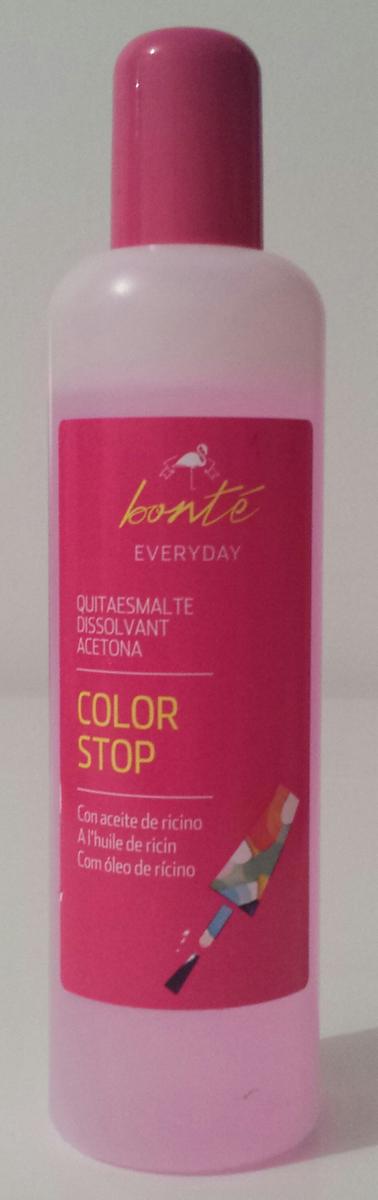 bonté
EVERYDAY
QUITAESMALTE
DISSOLVANT
ACETONA
COLOR
STOP
Con aceite de ricino
A l'huile de ricin
Com óleo de rícino